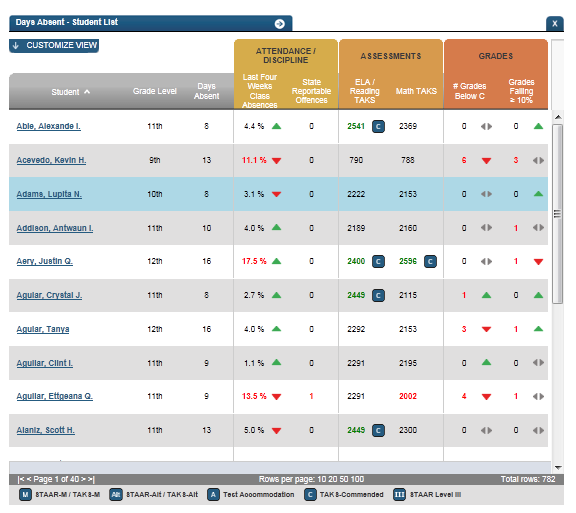 Days Absent - Student List
X
CUSTOMIZE VIEW
ATTENDANCE / DISCIPLINE ASSESSMENTS GRADES
Student Grade Level Days Absent Last Four Weeks Class Absences State Reportable Offences ELA / Reading TAKS Math TAKS # Grades Below C Grades Falling ≥ 10%
Able, Alexande I. 11th 8 4.4 % 0 2541 C 2369 0 0
Acevedo, Kevin H. 9th 13 11.1 % 0 790 788 6 3
Adams, Lupita N. 10th 8 3.1 % 0 2222 2153 0 0
Addison, Antwaun I. 11th 10 4.0 % 0 2189 2160 0 1
Aery, Justin Q. 12th 16 17.5 % 0 2400 C 2596 C 0 1
Aguiar, Crystal J. 11th 8 2.7 % 0 2449 C 2115 1 0
Aguiar, Tanya 12th 16 4.0 % 0 2292 2153 3 1
Aguilar, Clint I. 11th 9 1.1 % 0 2291 2195 0 0
Aguilar, Ettgeana Q. 11th 9 13.5 % 1 2291 2002 4 1
Alaniz, Scott H. 11th 13 5.0 % 0 2449 C 2300 0 0
|< < Page 1 of 40 > >| Rows per page: 10 20 50 100 Total rows: 782
M STAAR-M / TAKS-M Alt STAAR-Alt / TAKS-Alt A Test Accommodation C TAKS-Commended III STAAR Level III